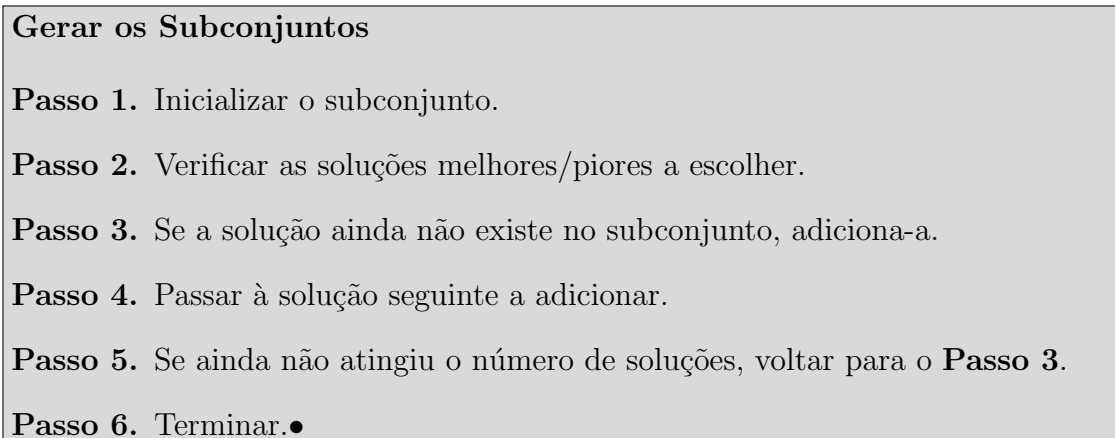 Gerar os Subconjuntos
Passo 1. Inicializar o subconjunto.
Passo 2. Verificar as soluções melhores/piores a escolher.
Passo 3. Se a solução ainda não existe no subconjunto, adiciona-a.
Passo 4. Passar à solução seguinte a adicionar.
Passo 5. Se ainda não atingiu o número de soluções, voltar para o Passo 3.
Passo 6. Terminar.●